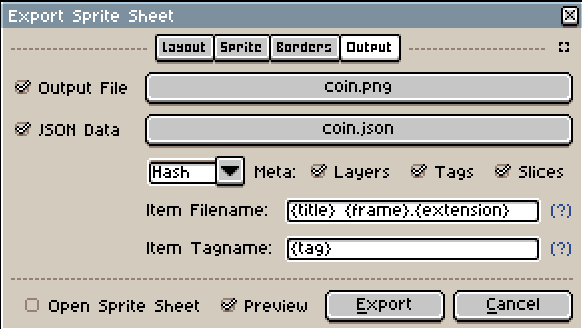 Export Sprite Sheet
Layout Sprite Borders Output
Output File coin.png
JSON Data coin.json
Hash Meta: Layers Tags Slices
Item Filename: {title} {frame}.{extension} (?)
Item Tagname: {tag} (?)
Open Sprite Sheet Preview Export Cancel